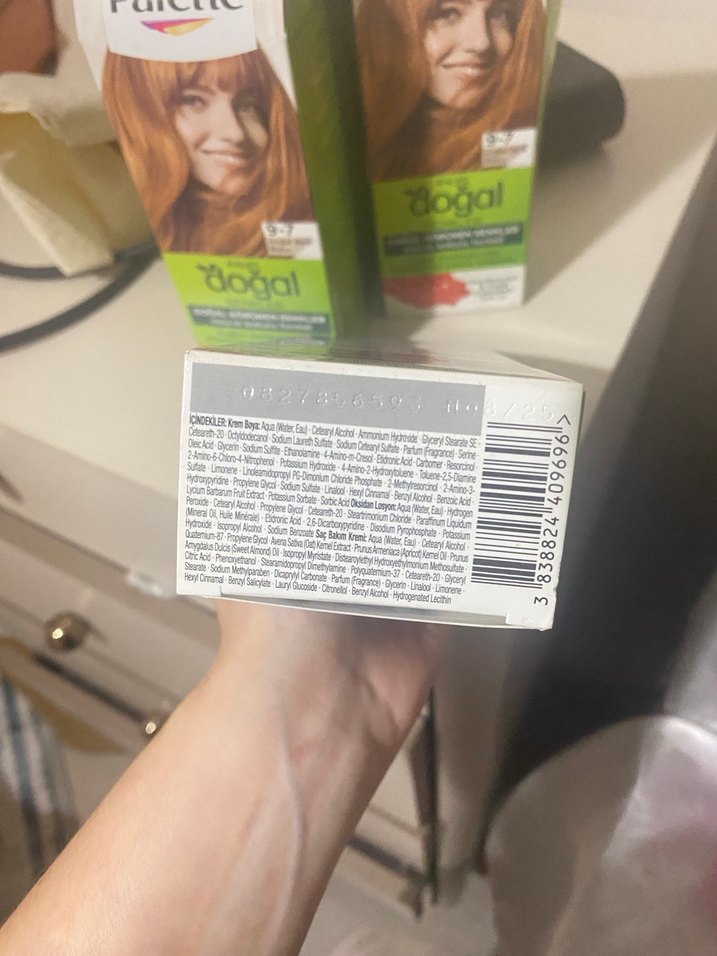 Palette
9-7
9-7
doğal
doğal
0827856593
8/25
İÇİNDEKİLER: Krem Boya: Aqua (Water, Eau) · Cetearyl Alcohol · Ammonium Hydroxide · Glyceryl Stearate SE ·
Ceteareth-20 · Octyldodecanol · Sodium Laureth Sulfate · Sodium Cetearyl Sulfate · Parfum (Fragrance) · Serine ·
Oleic Acid · Glycerin · Sodium Sulfite · Ethanolamine · 4-Amino-m-Cresol · Etidronic Acid · Carbomer · Resorcinol ·
2-Amino-6-Chloro-4-Nitrophenol · Potassium Hydroxide · 4-Amino-2-Hydroxytoluene · Toluene-2,5-Diamine
Sulfate · Limonene · Linoleamidopropyl PG-Dimonium Chloride Phosphate · 2-Methylresorcinol · 2-Amino-3-
Hydroxypyridine · Propylene Glycol · Sodium Sulfate · Linalool · Hexyl Cinnamal · Benzyl Alcohol · Benzoic Acid ·
Lycium Barbarum Fruit Extract · Potassium Sorbate · Sorbic Acid Oksidan Losyon: Aqua (Water, Eau) · Hydrogen
Peroxide · Cetearyl Alcohol · Propylene Glycol · Ceteareth-20 · Steartrimonium Chloride · Paraffinum Liquidum
(Mineral Oil, Huile Minérale) · Etidronic Acid · 2,6-Dicarboxypyridine · Disodium Pyrophosphate · Potassium
Hydroxide · Isopropyl Alcohol · Sodium Benzoate Saç Bakım Kremi: Aqua (Water, Eau) · Cetearyl Alcohol ·
Quaternium-87 · Propylene Glycol · Avena Sativa (Oat) Kernel Extract · Prunus Armeniaca (Apricot) Kernel Oil · Prunus
Amygdalus Dulcis (Sweet Almond) Oil · Isopropyl Myristate · Distearoylethyl Hydroxyethylmonium Methosulfate ·
Citric Acid · Phenoxyethanol · Stearamidopropyl Dimethylamine · Polyquaternium-37 · Ceteareth-20 · Glyceryl
Stearate · Sodium Methylparaben · Dicaprylyl Carbonate · Parfum (Fragrance) · Glycerin · Linalool · Limonene ·
Hexyl Cinnamal · Benzyl Salicylate · Lauryl Glucoside · Citronellol · Benzyl Alcohol · Hydrogenated Lecithin
3 838824 409696 >